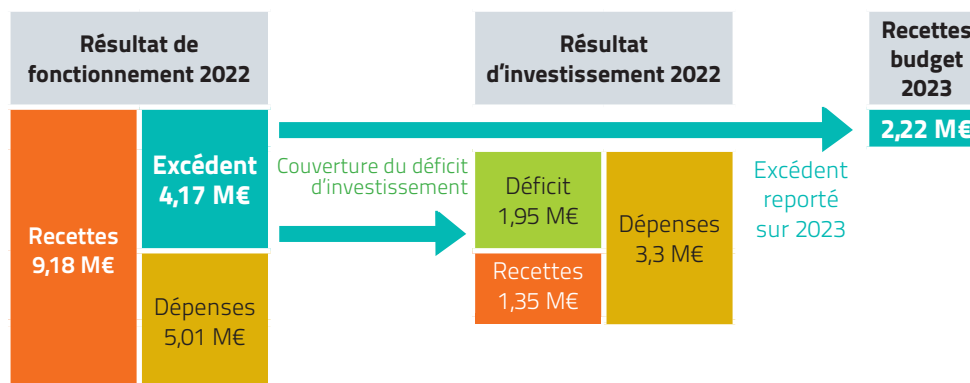 Résultat de
fonctionnement 2022
Résultat
d'investissement 2022
Recettes
budget
2023
Recettes
9,18 M€
Excédent
4,17 M€
Dépenses
5,01 M€
Couverture du déficit
d'investissement
Déficit
1,95 M€
Recettes
1,35 M€
Dépenses
3,3 M€
Excédent
reporté
sur 2023
2,22 M€